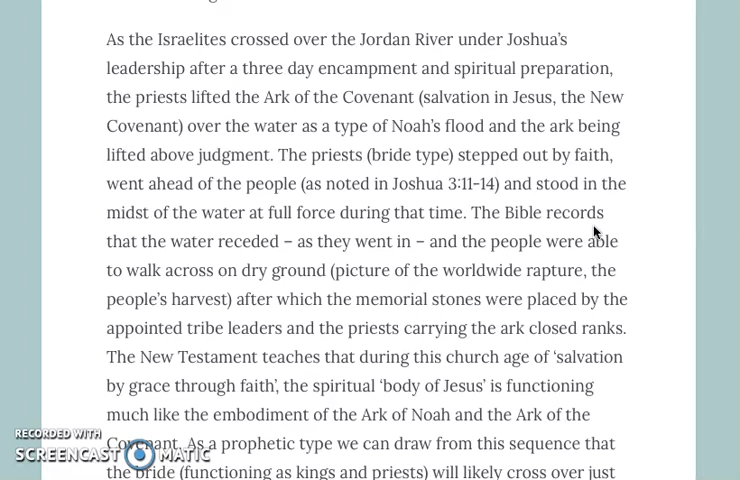 As the Israelites crossed over the Jordan River under Joshua's
leadership after a three day encampment and spiritual preparation,
the priests lifted the Ark of the Covenant (salvation in Jesus, the New
Covenant) over the water as a type of Noah's flood and the ark being
lifted above judgment. The priests (bride type) stepped out by faith,
went ahead of the people (as noted in Joshua 3:11-14) and stood in the
midst of the water at full force during that time. The Bible records
that the water receded – as they went in – and the people were able
to walk across on dry ground (picture of the worldwide rapture, the
people's harvest) after which the memorial stones were placed by the
appointed tribe leaders and the priests carrying the ark closed ranks.
The New Testament teaches that during this church age of 'salvation
by grace through faith', the spiritual 'body of Jesus' is functioning
much like the embodiment of the Ark of Noah and the Ark of the
RECORDED WITH
Covenant. As a prophetic type we can draw from this sequence that
SCREENCAST MATIC
the bride (functioning as kings and priests) will likely cross over just